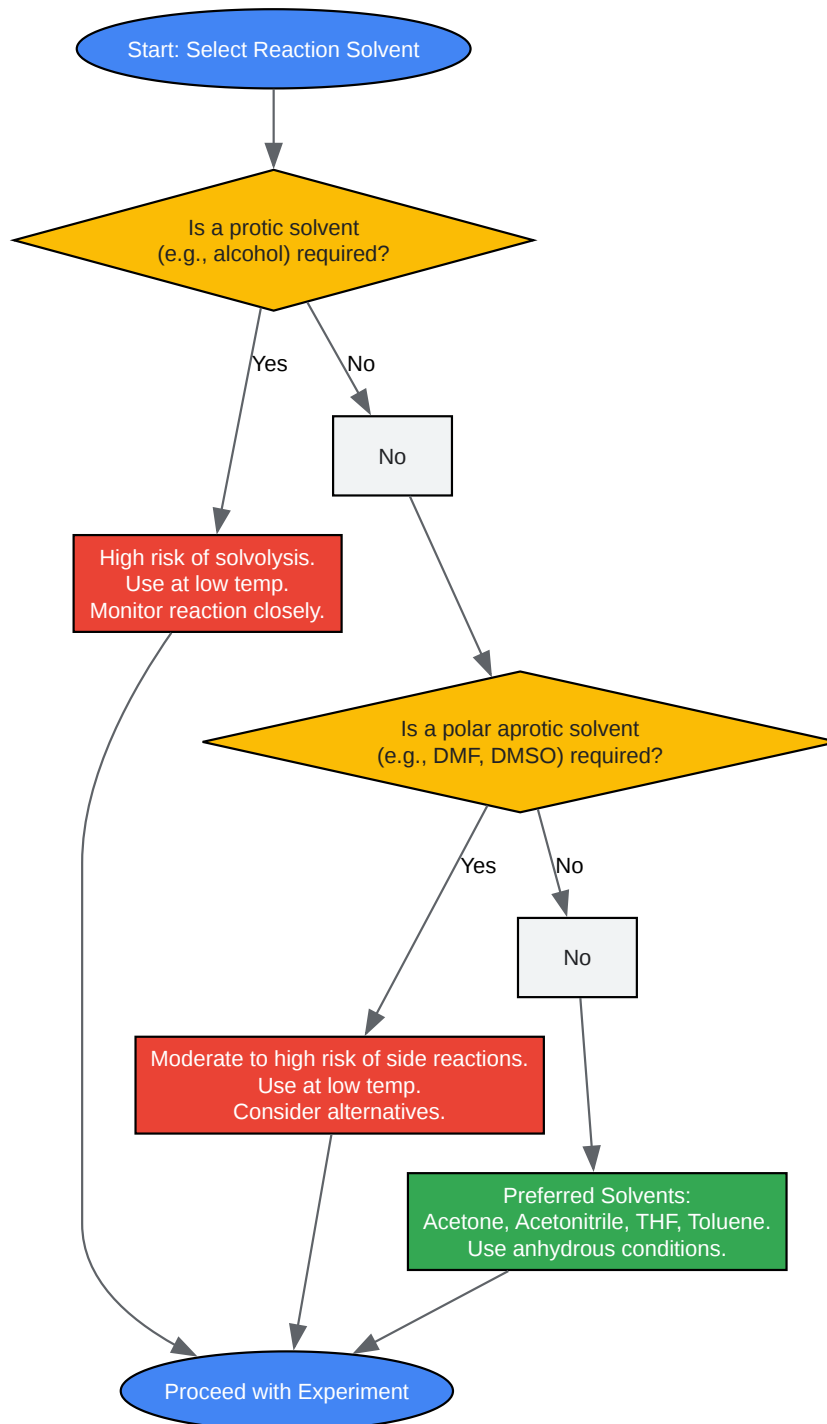 Start: Select Reaction Solvent
Is a protic solvent
(e.g., alcohol) required?
Yes
No
No
High risk of solvolysis.
Use at low temp.
Monitor reaction closely.
Is a polar aprotic solvent
(e.g., DMF, DMSO) required?
Yes
No
No
Moderate to high risk of side reactions.
Use at low temp.
Consider alternatives.
Preferred Solvents:
Acetone, Acetonitrile, THF, Toluene.
Use anhydrous conditions.
Proceed with Experiment